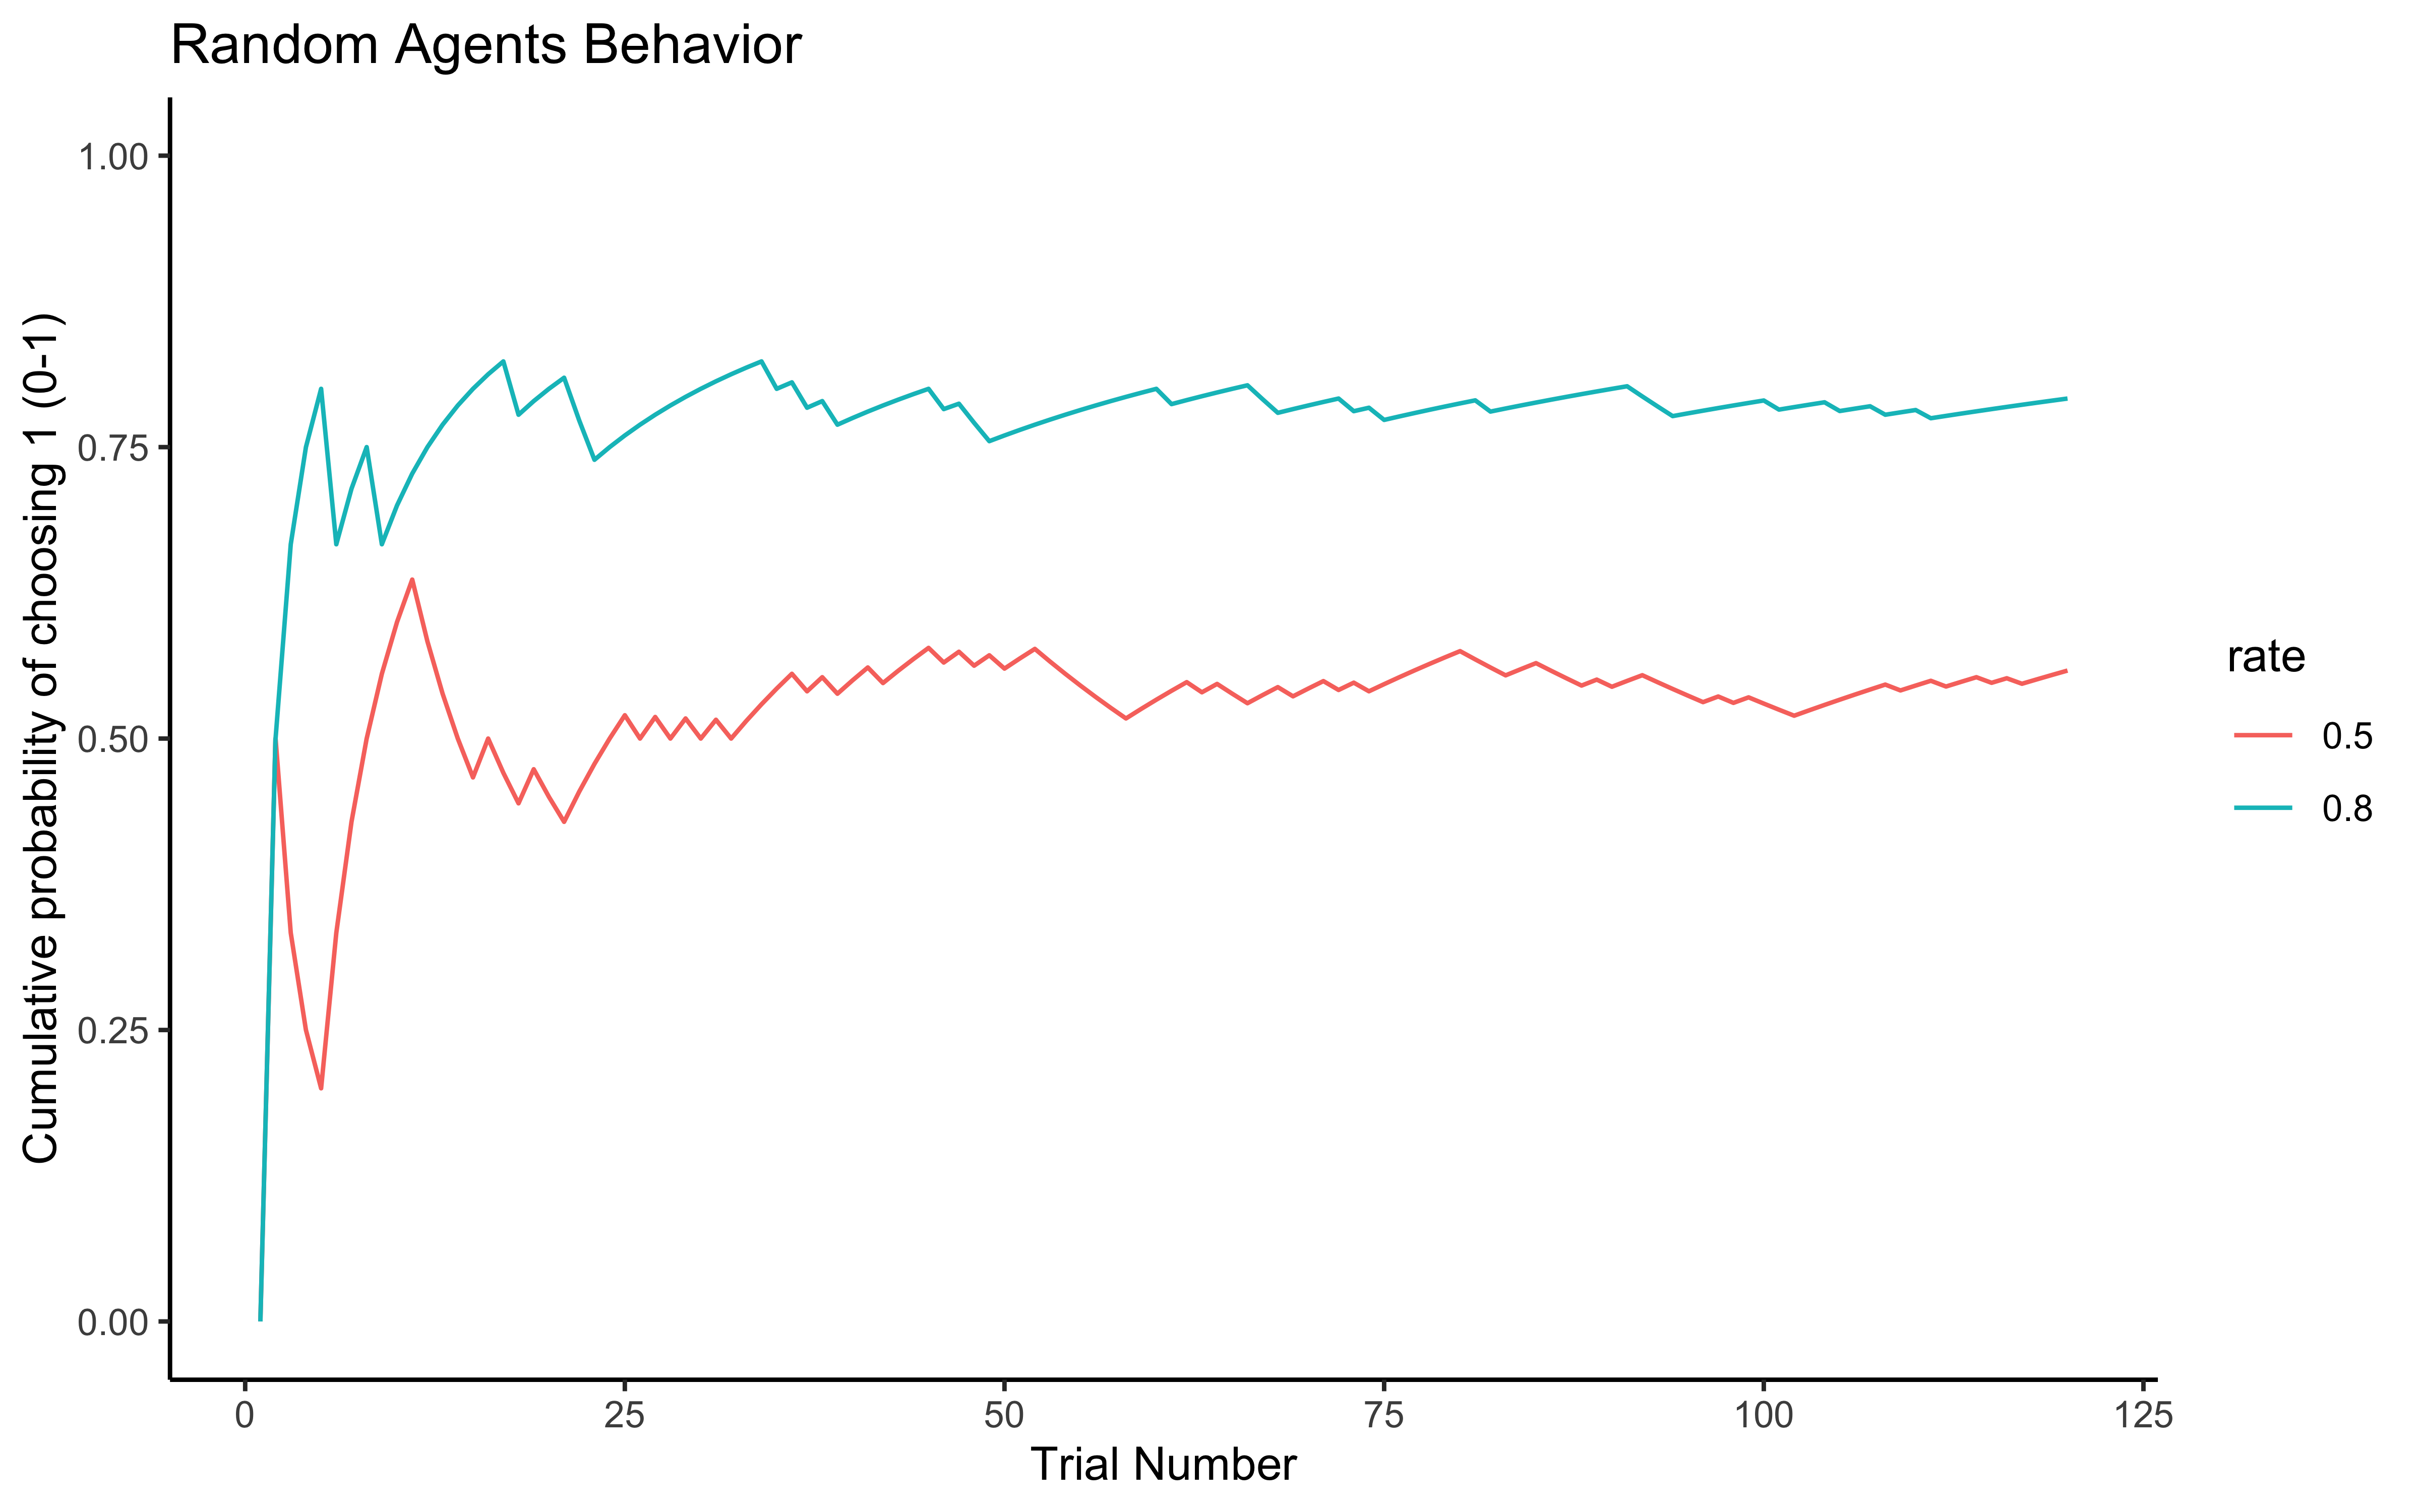 Random Agents Behavior
Cumulative probability of choosing 1 (0-1)
1.00
0.75
0.50
0.25
0.00
0 25 50 75 100 125
Trial Number
rate
0.5
0.8